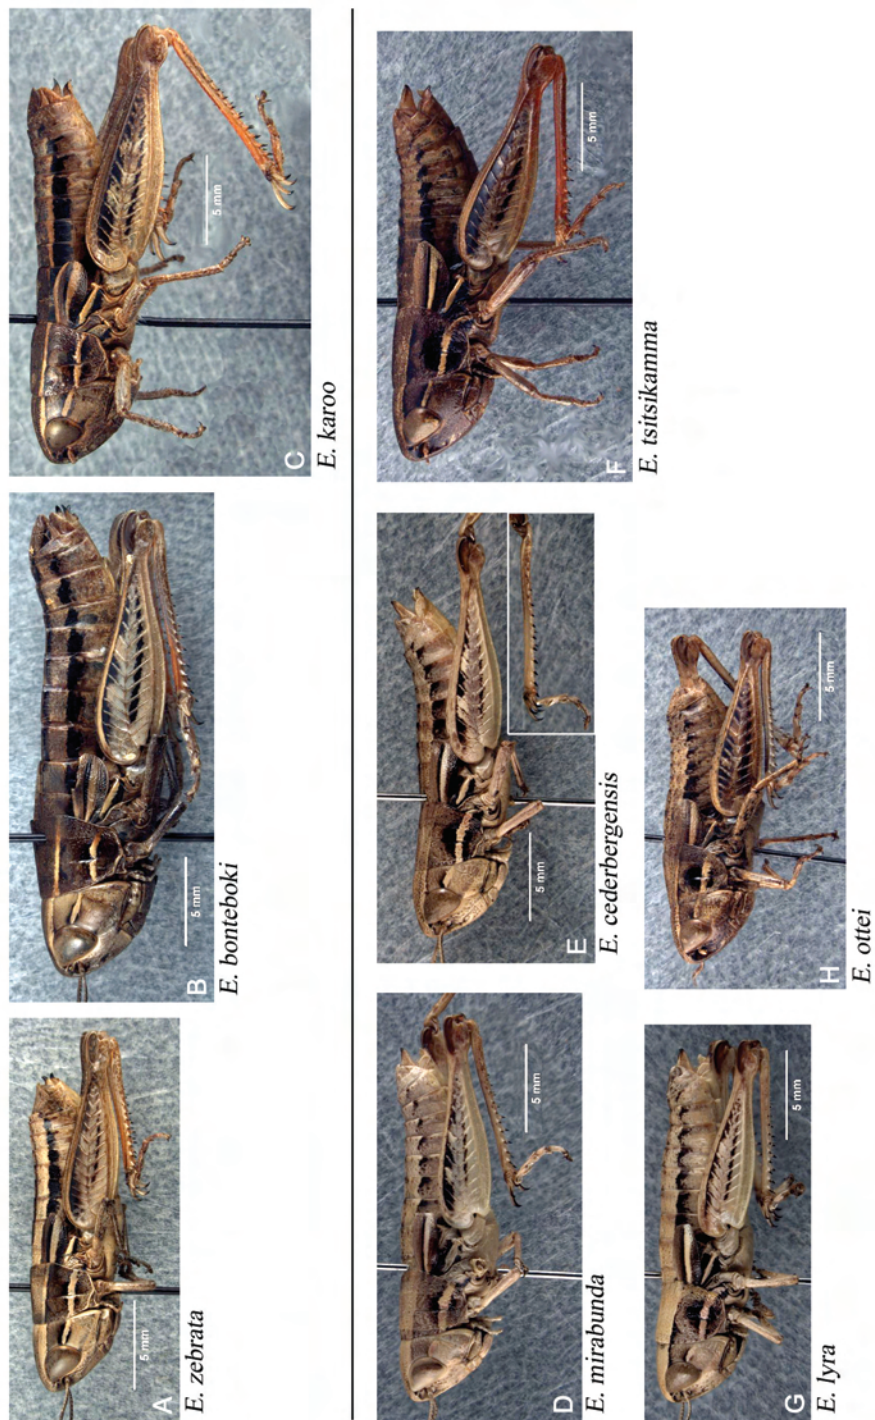 A
5 mm
E. zebrata
B
5 mm
E. bonteboki
C
5 mm
E. karoo
D
5 mm
E. mirabunda
E
5 mm
E. cederbergensis
F
5 mm
E. tsitsikamma
G
5 mm
E. lyra
H
5 mm
E. ottei